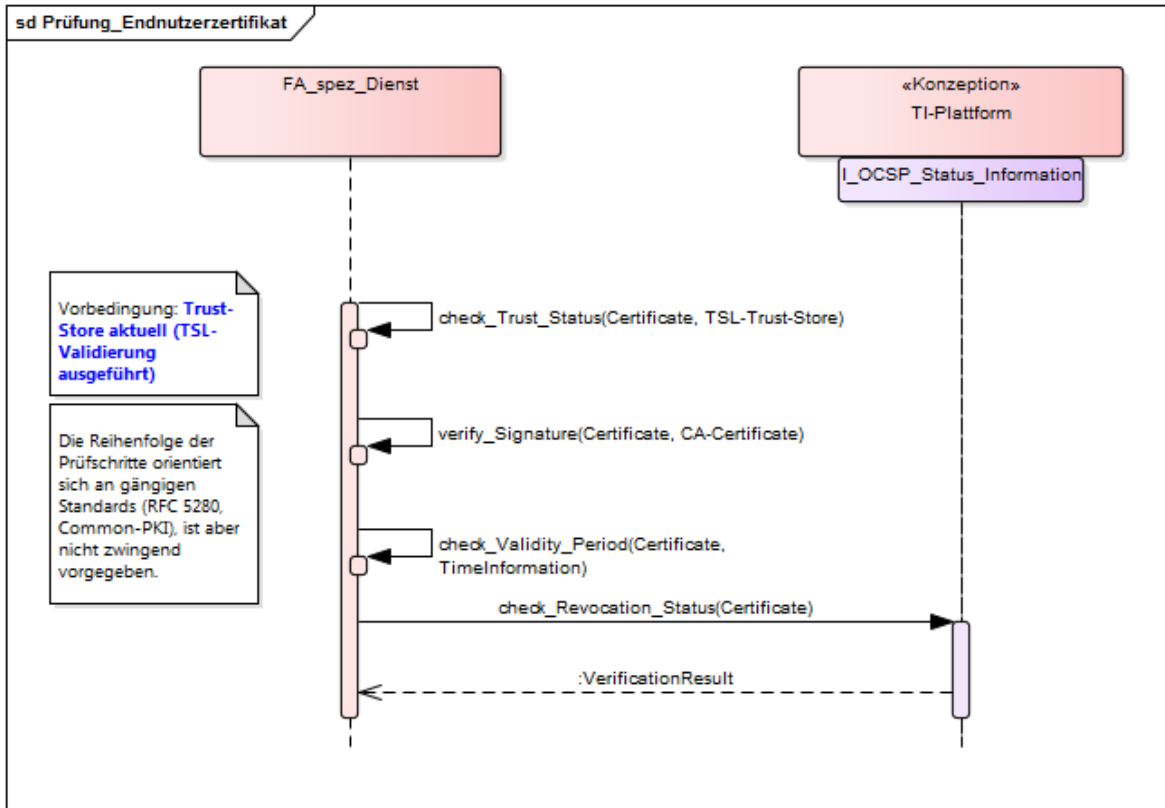 sd Prüfung_Endnutzerzertifikat
FA_spez_Dienst
«Konzeption»
TI-Plattform
I_OCSP_Status_Information
Vorbedingung: Trust-
Store aktuell (TSL-
Validierung
ausgeführt)
check_Trust_Status(Certificate, TSL-Trust-Store)
Die Reihenfolge der
Prüfschritte orientiert
sich an gängigen
Standards (RFC 5280,
Common-PKI), ist aber
nicht zwingend
vorgegeben.
verify_Signature(Certificate, CA-Certificate)
check_Validity_Period(Certificate,
TimeInformation)
check_Revocation_Status(Certificate)
:VerificationResult